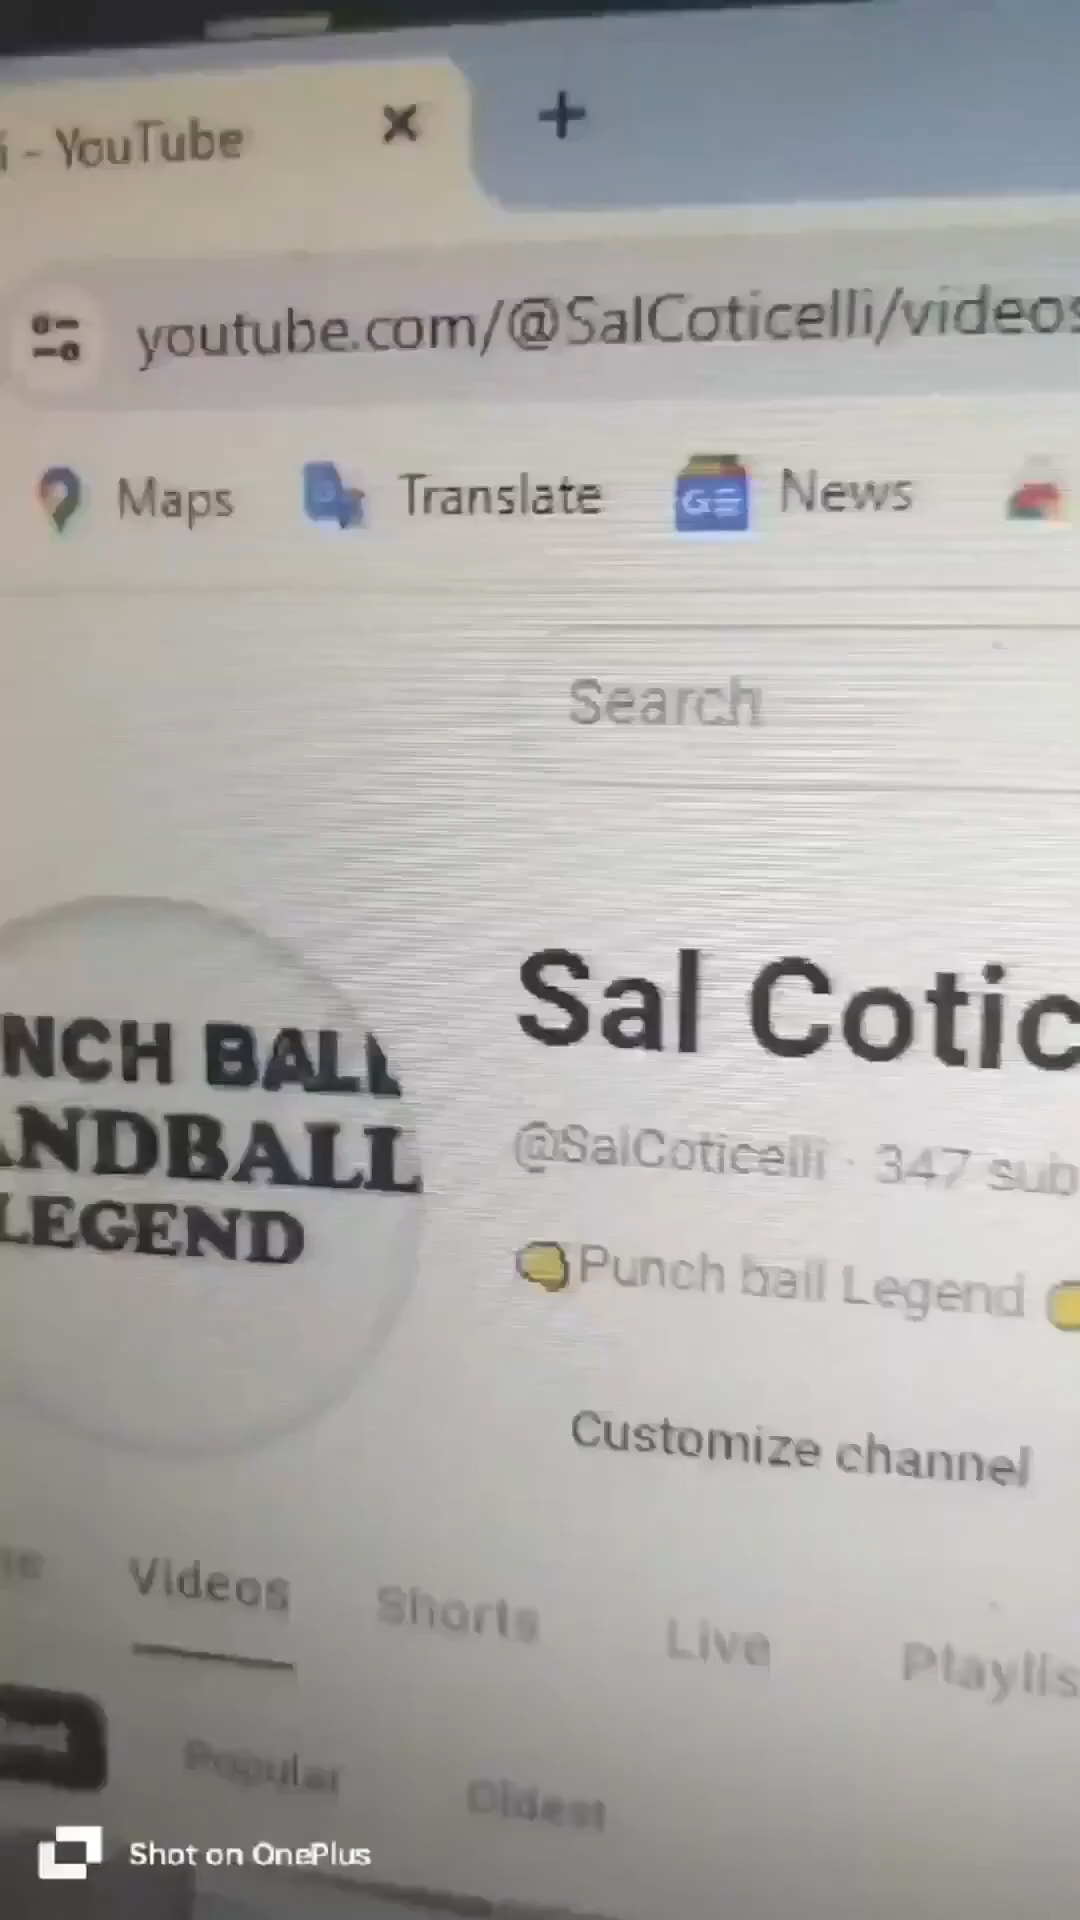 i - YouTube
youtube.com/@SalCoticelli/videos
Maps Translate News
Search
NCH BALL
ANDBALL
LEGEND
Sal Cotic
@SalCoticelli · 347 sub
Punch ball Legend
Customize channel
Videos Shorts Live Playlis
Popular Oldest
Shot on OnePlus